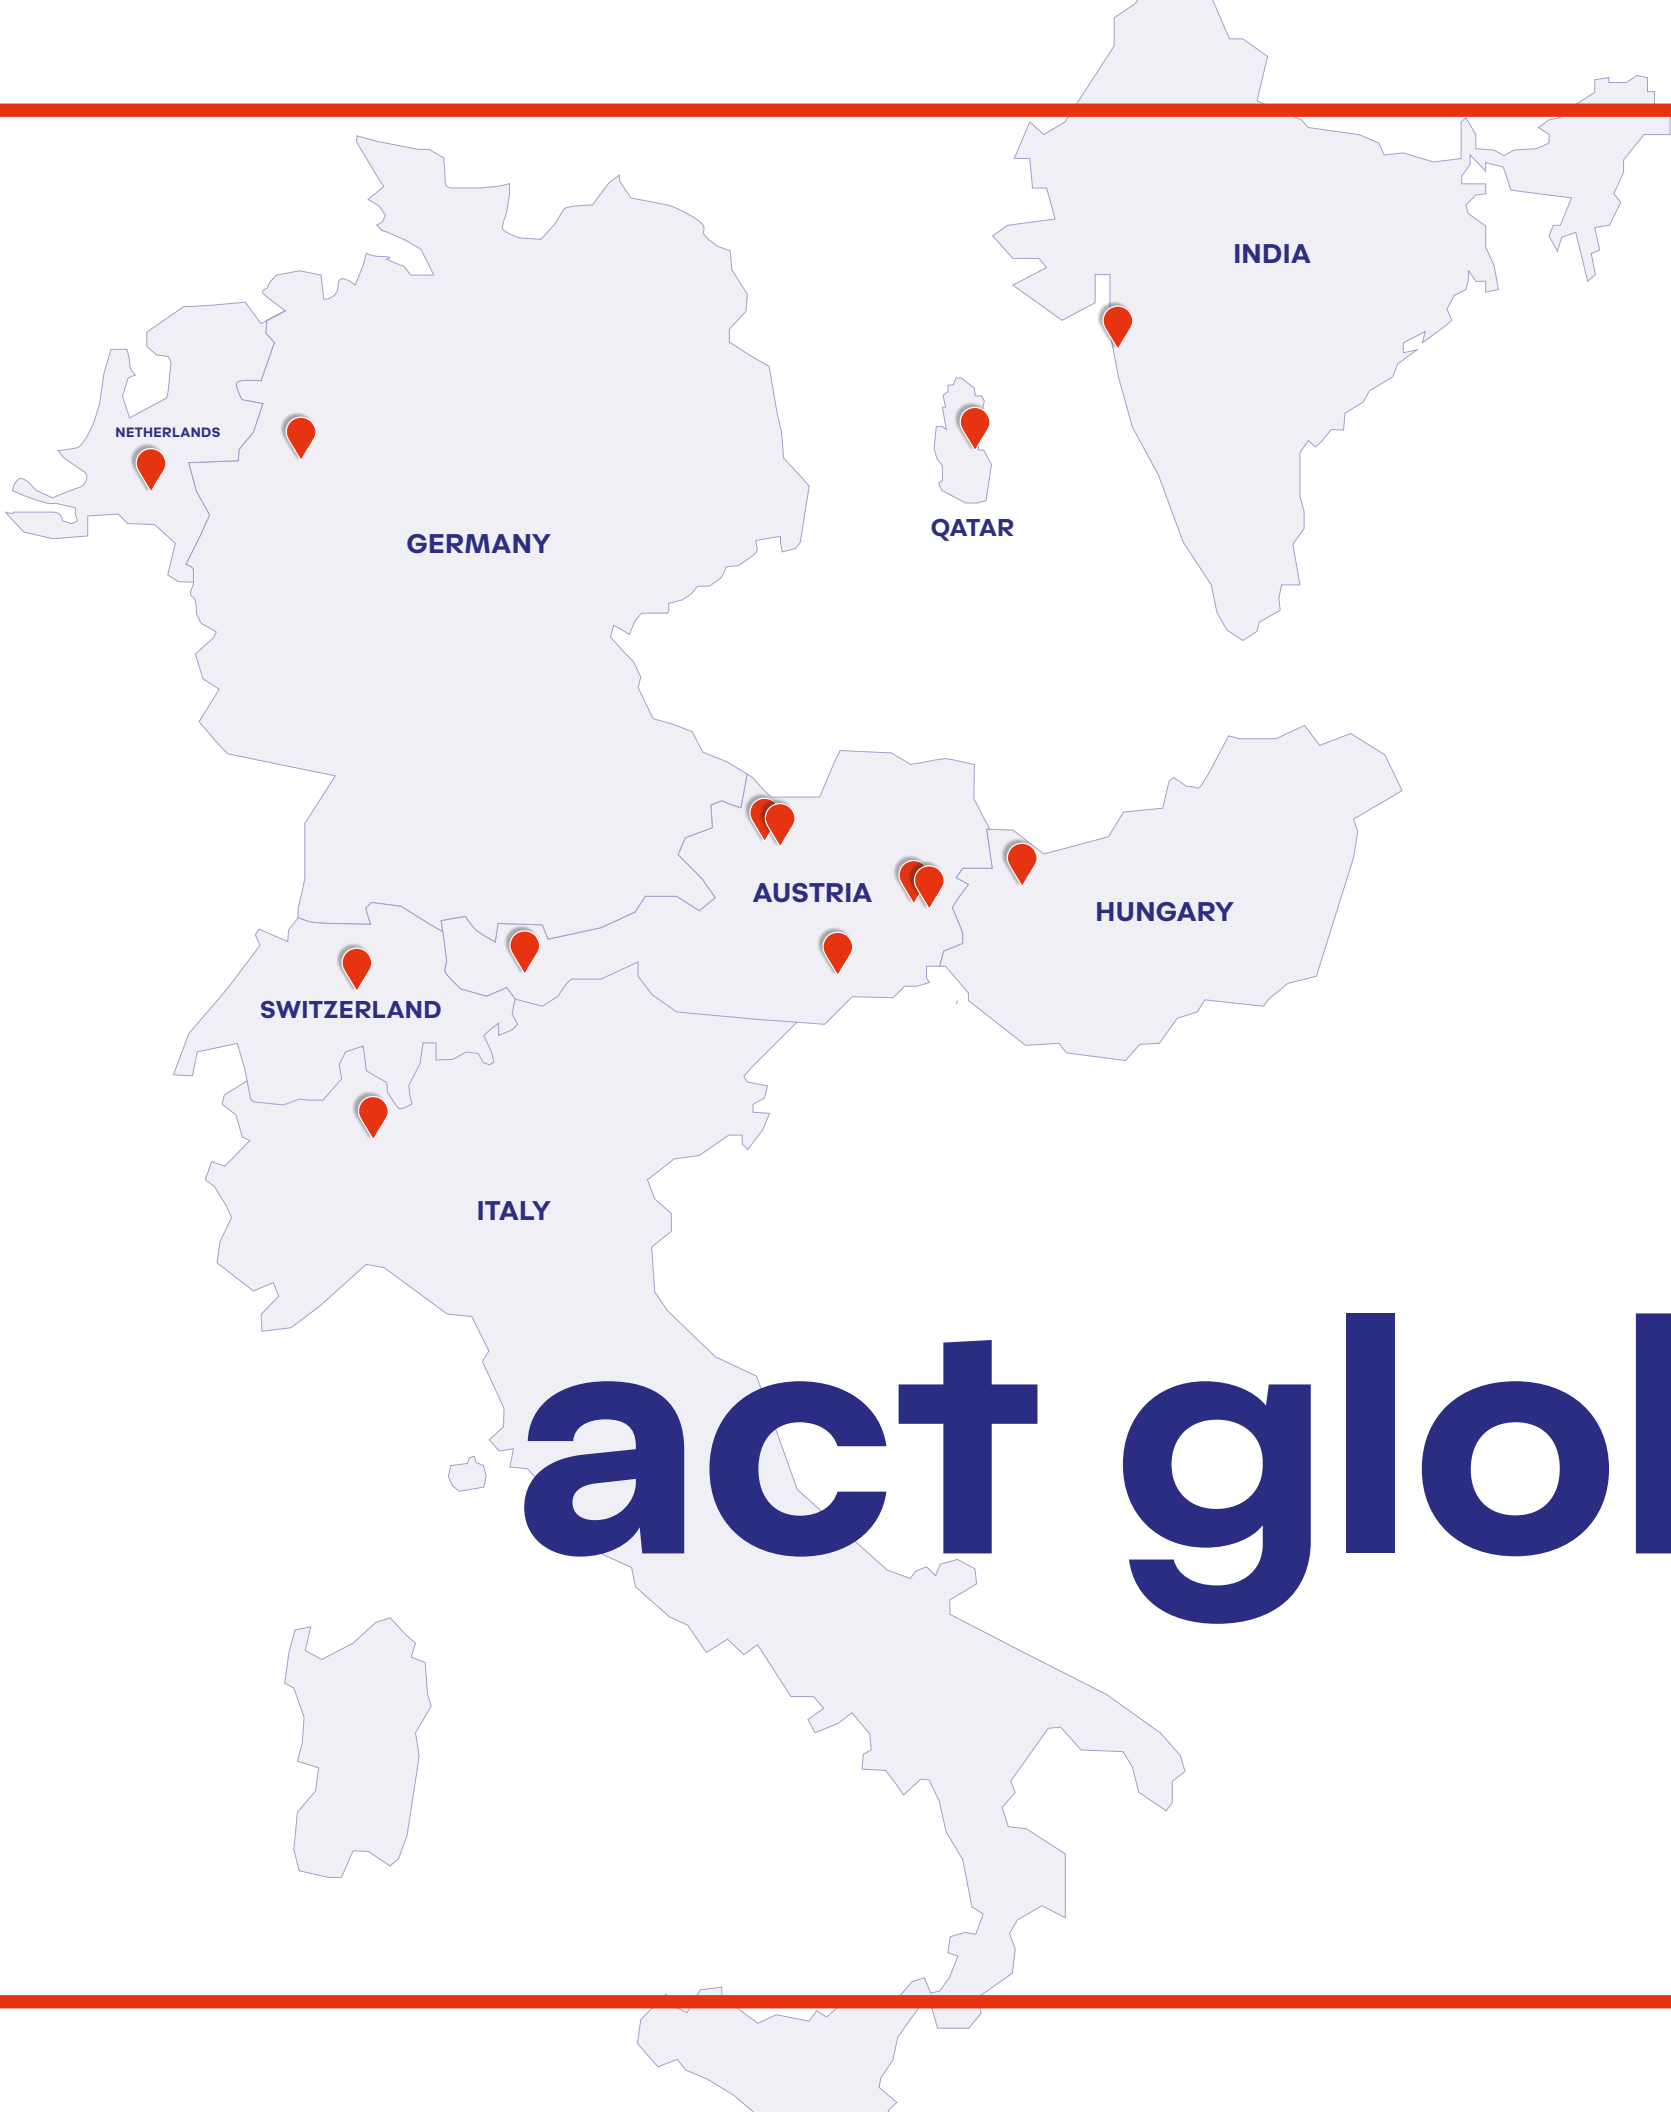 INDIA
NETHERLANDS
QATAR
GERMANY
AUSTRIA
HUNGARY
SWITZERLAND
ITALY
act glo